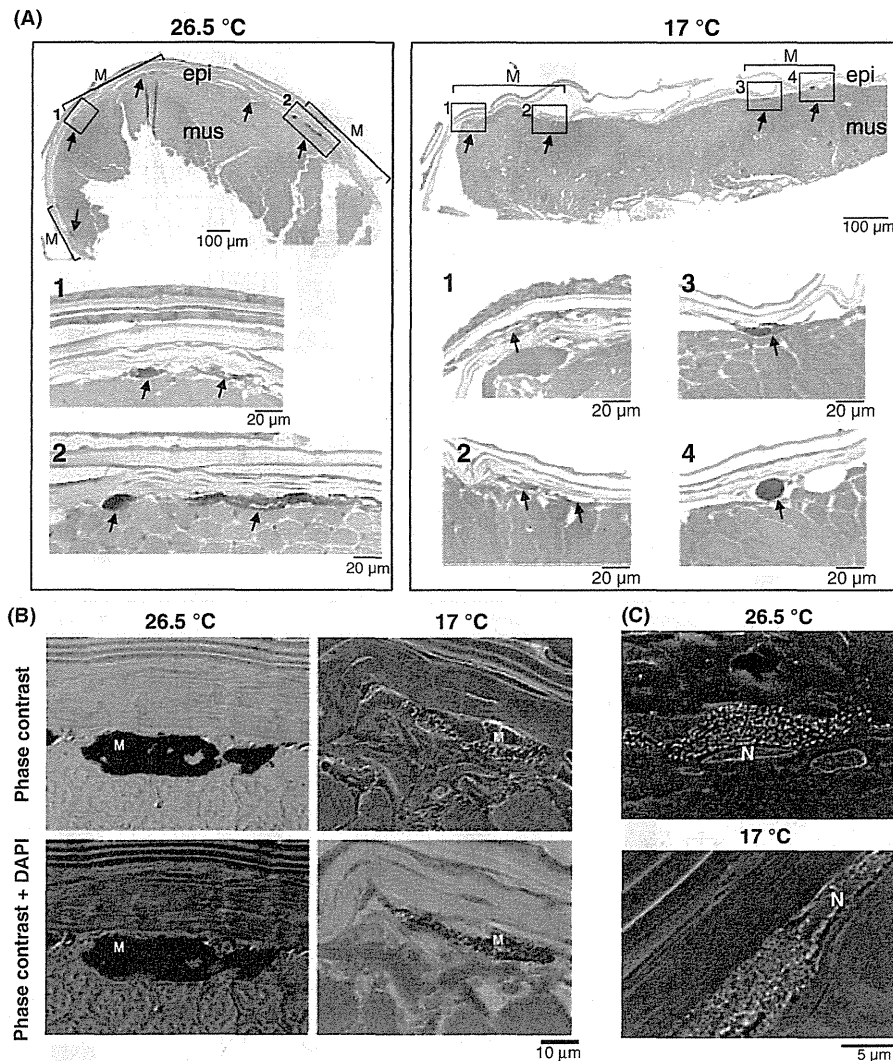 (A)
26.5 °C
17 °C
M
epi
1
2
mus
M
M
100 µm
M
M
1
2
3
4
epi
mus
100 µm
1
20 µm
2
20 µm
1
20 µm
3
20 µm
2
20 µm
4
20 µm
(B)
26.5 °C
17 °C
Phase contrast
M
M
Phase contrast + DAPI
M
M
10 µm
(C)
26.5 °C
N
17 °C
N
5 µm